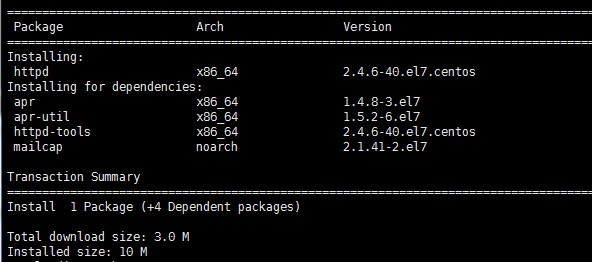 ================================================================================
Package Arch Version
================================================================================
Installing:
httpd x86_64 2.4.6-40.el7.centos
Installing for dependencies:
apr x86_64 1.4.8-3.el7
apr-util x86_64 1.5.2-6.el7
httpd-tools x86_64 2.4.6-40.el7.centos
mailcap noarch 2.1.41-2.el7
Transaction Summary
================================================================================
Install 1 Package (+4 Dependent packages)
Total download size: 3.0 M
Installed size: 10 M